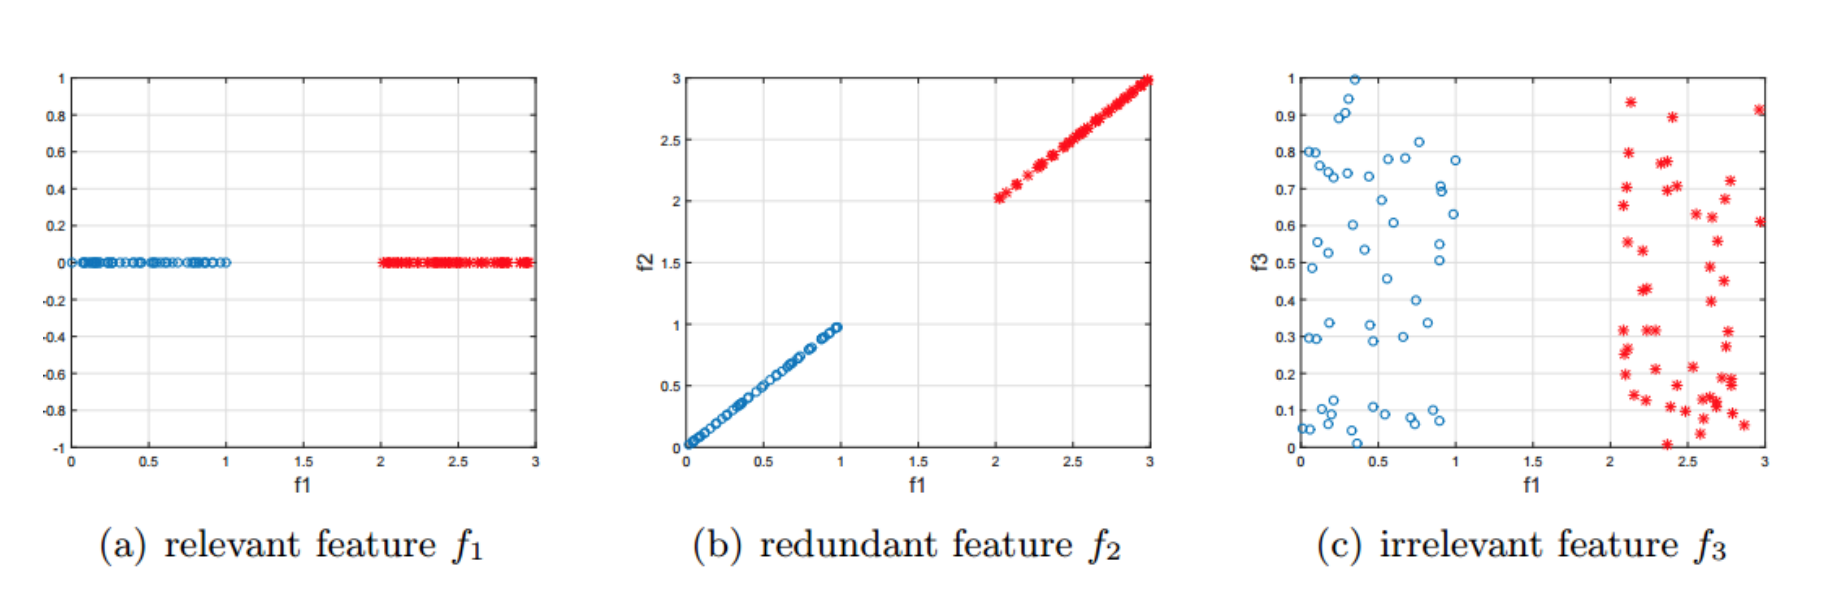 1
0.8
0.6
0.4
0.2
0
-0.2
-0.4
-0.6
-0.8
-1
0 0.5 1 1.5 2 2.5 3
f1
(a) relevant feature f1
3
2.5
2
1.5
1
0.5
0
f2
0 0.5 1 1.5 2 2.5 3
f1
(b) redundant feature f2
1
0.9
0.8
0.7
0.6
0.5
0.4
0.3
0.2
0.1
0
f3
0 0.5 1 1.5 2 2.5 3
f1
(c) irrelevant feature f3